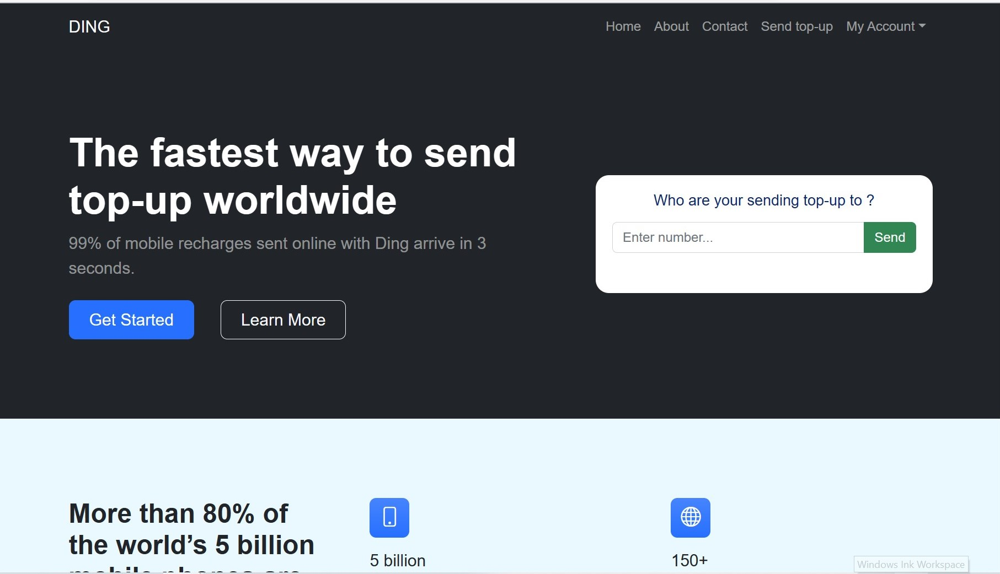 DING
Home About Contact Send top-up My Account
The fastest way to send
top-up worldwide
99% of mobile recharges sent online with Ding arrive in 3
seconds.
Get Started Learn More
Who are your sending top-up to ?
Enter number... Send
More than 80% of
the world’s 5 billion
mobile phones are
5 billion
150+
Windows Ink Workspace